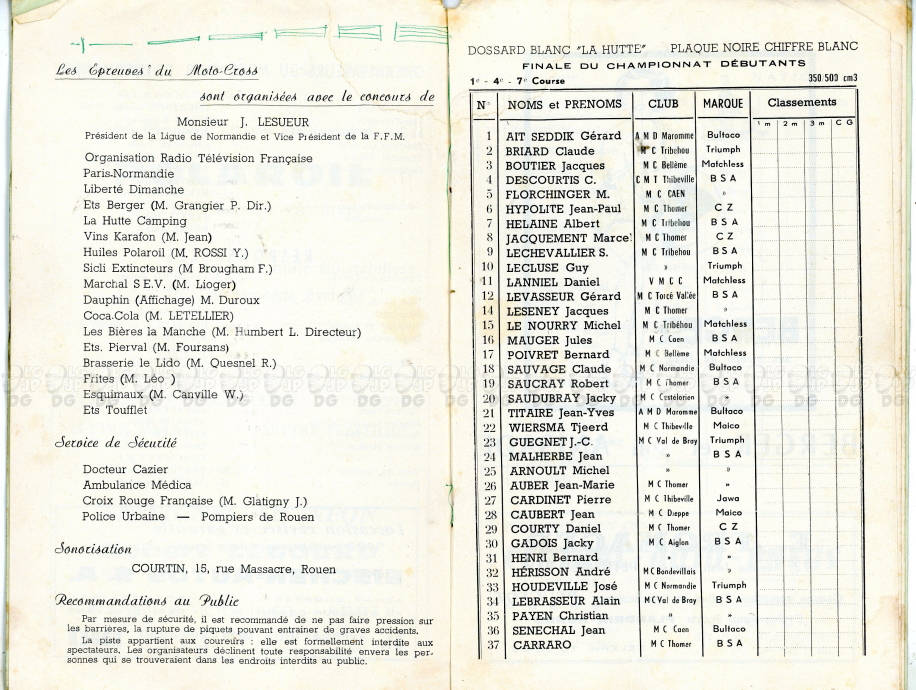 Les Epreuves du Moto-Cross
sont organisées avec le concours de
Monsieur J. LESUEUR
Président de la Ligue de Normandie et Vice Président de la F.F.M.
Organisation Radio Télévision Française
Paris-Normandie
Liberté Dimanche
Ets Berger (M. Grangier P. Dir.)
La Hutte Camping
Vins Karafon (M. Jean)
Huiles Polaroil (M. ROSSI Y.)
Sicli Extincteurs (M Brougham F.)
Marchal S E.V. (M. Lioger)
Dauphin (Affichage) M. Duroux
Coca.Cola (M. LETELLIER)
Les Bières la Manche (M. Humbert L. Directeur)
Ets. Pierval (M. Foursans)
Brasserie le Lido (M. Quesnel R.)
Frites (M. Léo )
Esquimaux (M. Canville W.)
Ets Toufflet
Service de Sécurité
Docteur Cazier
Ambulance Médica
Croix Rouge Française (M. Glatigny J.)
Police Urbaine — Pompiers de Rouen
Sonorisation
COURTIN, 15, rue Massacre, Rouen
Recommandations au Public
Par mesure de sécurité, il est recommandé de ne pas faire pression sur
les barrières, la rupture de piquets pouvant entrainer de graves accidents.
La piste appartient aux coureurs : elle est formellement interdite aux
spectateurs. Les organisateurs déclinent toute responsabilité envers les per-
sonnes qui se trouveraient dans les endroits interdits au public.
DOSSARD BLANC "LA HUTTE" PLAQUE NOIRE CHIFFRE BLANC
FINALE DU CHAMPIONNAT DÉBUTANTS
1e - 4e - 7e Course 350/500 cm3
N° NOMS et PRENOMS CLUB MARQUE Classements
1 m 2 m 3 m C G
1 AIT SEDDIK Gérard A M D Maromme Bultaco
2 BRIARD Claude M C Tribehou Triumph
3 BOUTIER Jacques M C Bellème Matchless
4 DESCOURTIS C. C M T Thibeville B S A
5 FLORCHINGER M. M C CAEN »
6 HYPOLITE Jean-Paul M C Thomer C Z
7 HELAINE Albert M C Tribehou B S A
8 JACQUEMENT Marcel M C Thomer C Z
9 LECHEVALLIER S. M C Tribehou B S A
10 LECLUSE Guy » Triumph
11 LANNIEL Daniel V M C C Matchless
12 LEVASSEUR Gérard M C Torcé Vallée B S A
14 LESENEY Jacques M C Thomer »
15 LE NOURRY Michel M C Tribéhou Matchless
16 MAUGER Jules M C Caen B S A
17 POIVRET Bernard M C Bellème Matchless
18 SAUVAGE Claude M C Normandie Bultaco
19 SAUCRAY Robert M C Thomer B S A
20 SAUDUBRAY Jacky M C Castelorien »
21 TITAIRE Jean-Yves A M D Maromme Bultaco
22 WIERSMA Tjeerd M C Thibeville Maico
23 GUEGNET J.-C. M C Val de Bray Triumph
24 MALHERBE Jean » B S A
25 ARNOULT Michel » »
26 AUBER Jean-Marie M C Thomer »
27 CARDINET Pierre M C Thibeville Jawa
28 CAUBERT Jean M C Dieppe Maico
29 COURTY Daniel M C Thomer C Z
30 GADOIS Jacky M C Aiglon B S A
31 HENRI Bernard »
32 HÉRISSON André M C Bondevillais »
33 HOUDEVILLE José M C Normandie Triumph
34 LEBRASSEUR Alain M C Val de Bray B S A
35 PAYEN Christian » »
36 SENECHAL Jean M C Caen Bultaco
37 CARRARO M C Thomer B S A